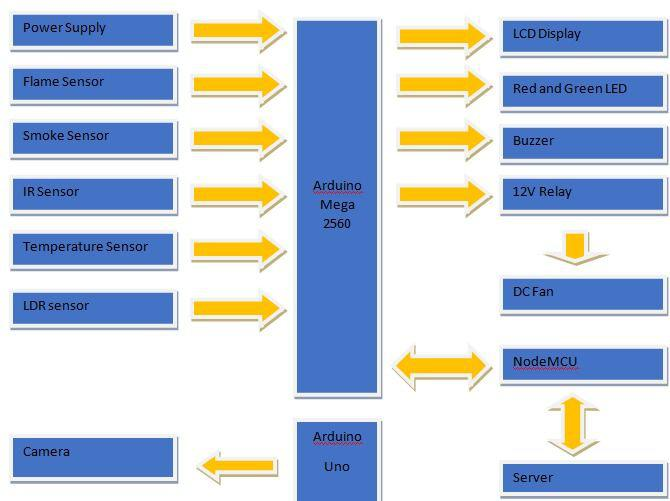 Power Supply
Flame Sensor
Smoke Sensor
IR Sensor
Temperature Sensor
LDR sensor
Arduino
Mega
2560
LCD Display
Red and Green LED
Buzzer
12V Relay
DC Fan
NodeMCU
Camera
Arduino
Uno
Server